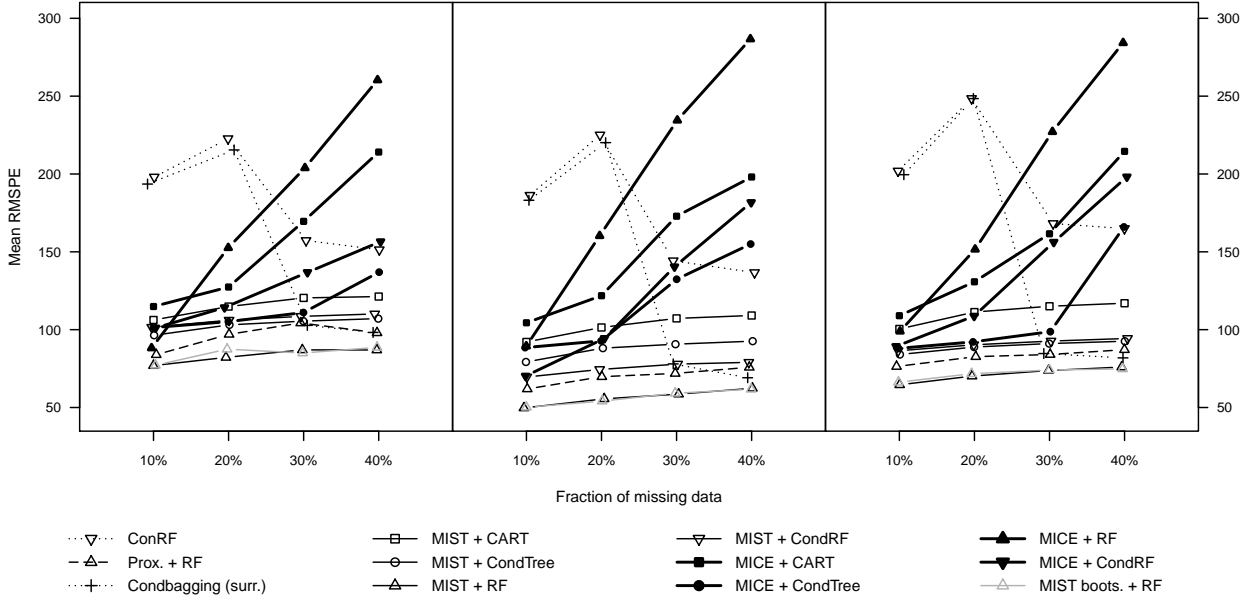 300
250
200
150
100
50
300
250
200
150
100
50
Mean RMSPE
10% 20% 30% 40% 10% 20% 30% 40% 10% 20% 30% 40%
Fraction of missing data
ConRF MIST + CART MIST + CondRF MICE + RF
Prox. + RF MIST + CondTree MICE + CART MICE + CondRF
Condbagging (surr.) MIST + RF MICE + CondTree MIST boots. + RF